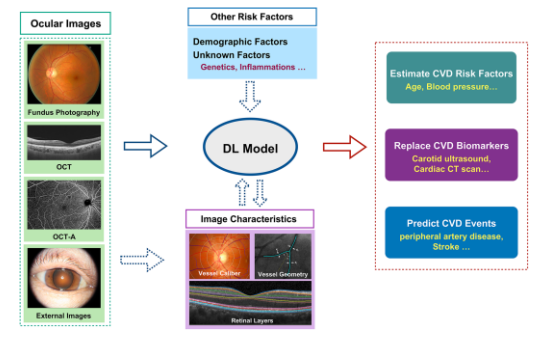 Ocular Images
Fundus Photography
OCT
OCT-A
External Images
Other Risk Factors
Demographic Factors
Unknown Factors
Genetics, Inflammations ...
DL Model
Image Characteristics
Vessel Caliber
Vessel Geometry
Retinal Layers
Estimate CVD Risk Factors
Age, Blood pressure...
Replace CVD Biomarkers
Carotid ultrasound,
Cardiac CT scan...
Predict CVD Events
peripheral artery disease,
Stroke ...